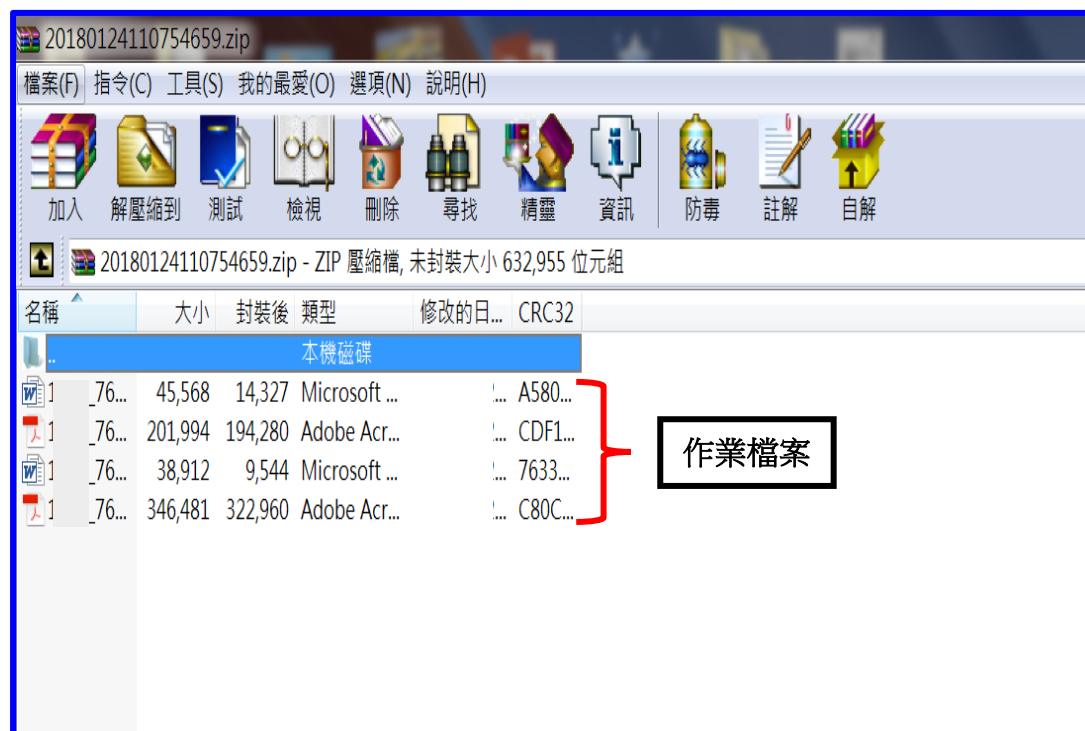 20180124110754659.zip
檔案(F) 指令(C) 工具(S) 我的最愛(O) 選項(N) 說明(H)
加入 解壓縮到 測試 檢視 刪除 尋找 精靈 資訊 防毒 註解 自解
20180124110754659.zip - ZIP 壓縮檔, 未封裝大小 632,955 位元組
名稱 大小 封裝後 類型 修改的日... CRC32
.. 本機磁碟
1 _76... 45,568 14,327 Microsoft ... ... A580...
1 _76... 201,994 194,280 Adobe Acr... ... CDF1...
1 _76... 38,912 9,544 Microsoft ... ... 7633...
1 _76... 346,481 322,960 Adobe Acr... ... C80C...
作業檔案